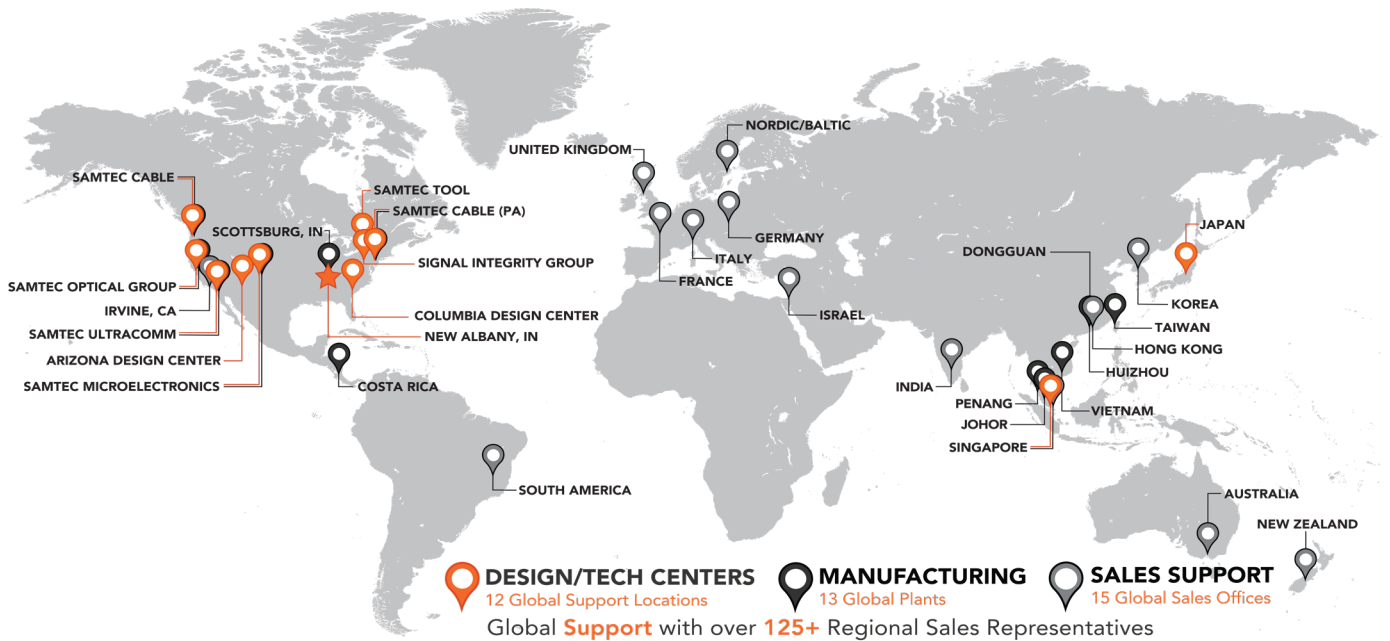 NORDIC/BALTIC
UNITED KINGDOM
SAMTEC CABLE
SAMTEC TOOL
SAMTEC CABLE (PA)
SCOTTSBURG, IN
JAPAN
GERMANY
DONGGUAN
ITALY
SIGNAL INTEGRITY GROUP
FRANCE
SAMTEC OPTICAL GROUP
KOREA
IRVINE, CA
COLUMBIA DESIGN CENTER
ISRAEL
TAIWAN
SAMTEC ULTRACOMM
NEW ALBANY, IN
HONG KONG
ARIZONA DESIGN CENTER
HUIZHOU
SAMTEC MICROELECTRONICS
COSTA RICA
INDIA
PENANG
VIETNAM
JOHOR
SINGAPORE
SOUTH AMERICA
AUSTRALIA
NEW ZEALAND
DESIGN/TECH CENTERS
12 Global Support Locations
MANUFACTURING
13 Global Plants
SALES SUPPORT
15 Global Sales Offices
Global Support with over 125+ Regional Sales Representatives